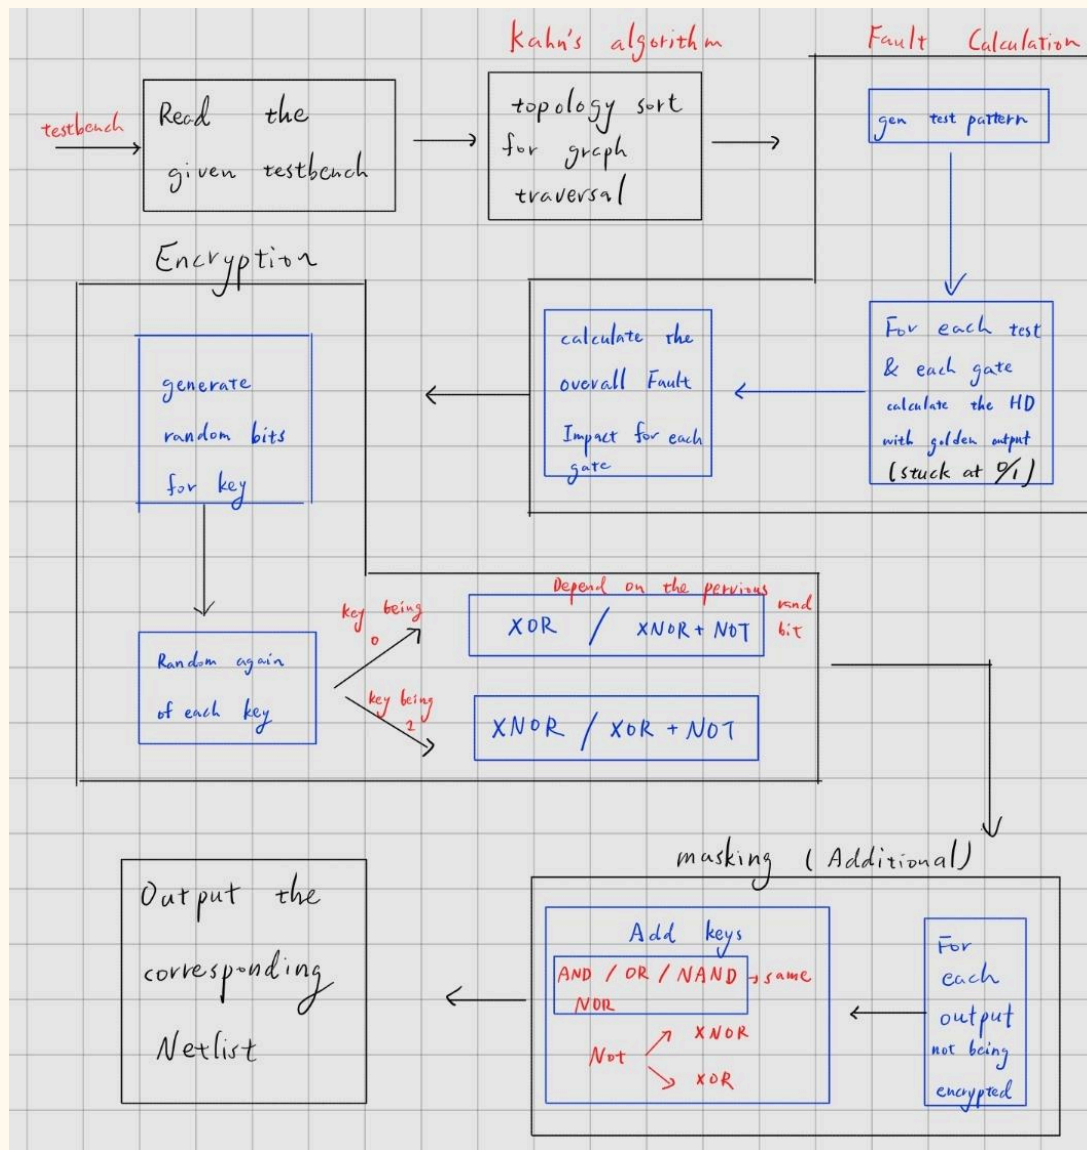 Kahn's algorithm
Fault Calculation
testbench
Read the
given testbench
topology sort
for graph
traversal
gen test pattern
For each test
& each gate
calculate the HD
with golden output
(stuck at 0/1)
calculate the
overall Fault
Impact for each
gate
Encryption
generate
random bits
for key
Random again
of each key
key being
0
key being
2
Depend on the pervious
rand
bit
XOR / XNOR + NOT
XNOR / XOR + NOT
masking (Additional)
For
each
output
not being
encrypted
Add keys
AND / OR / NAND → same
NOR
Not
XNOR
XOR
Output the
corresponding
Netlist